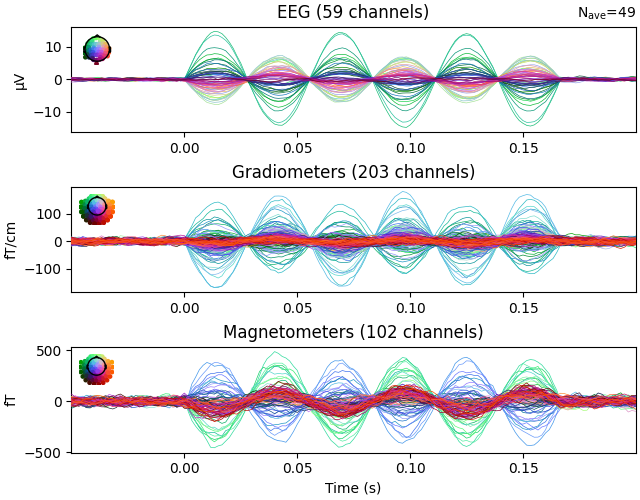 EEG (59 channels)
Nave=49
10
0
−10
µV
0.00 0.05 0.10 0.15
Gradiometers (203 channels)
100
0
−100
fT/cm
0.00 0.05 0.10 0.15
Magnetometers (102 channels)
500
0
−500
fT
0.00 0.05 0.10 0.15
Time (s)